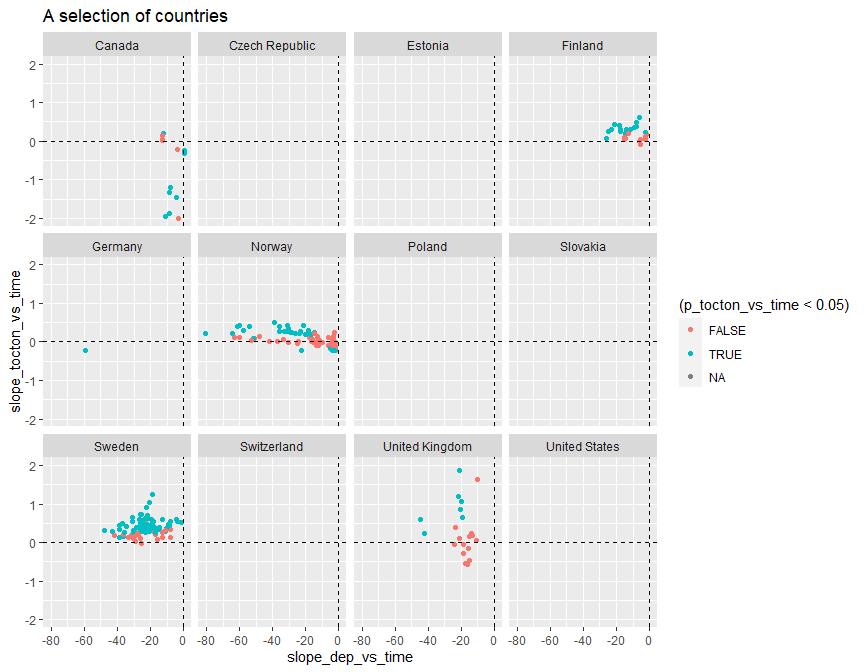 A selection of countries
Canada
Czech Republic
Estonia
Finland
2
1
0
-1
-2
Germany
Norway
Poland
Slovakia
2
1
0
-1
-2
Sweden
Switzerland
United Kingdom
United States
2
1
0
-1
-2
-80 -60 -40 -20 0
-80 -60 -40 -20 0
-80 -60 -40 -20 0
-80 -60 -40 -20 0
slope_dep_vs_time
slope_tocton_vs_time
(p_tocton_vs_time < 0.05)
FALSE
TRUE
NA